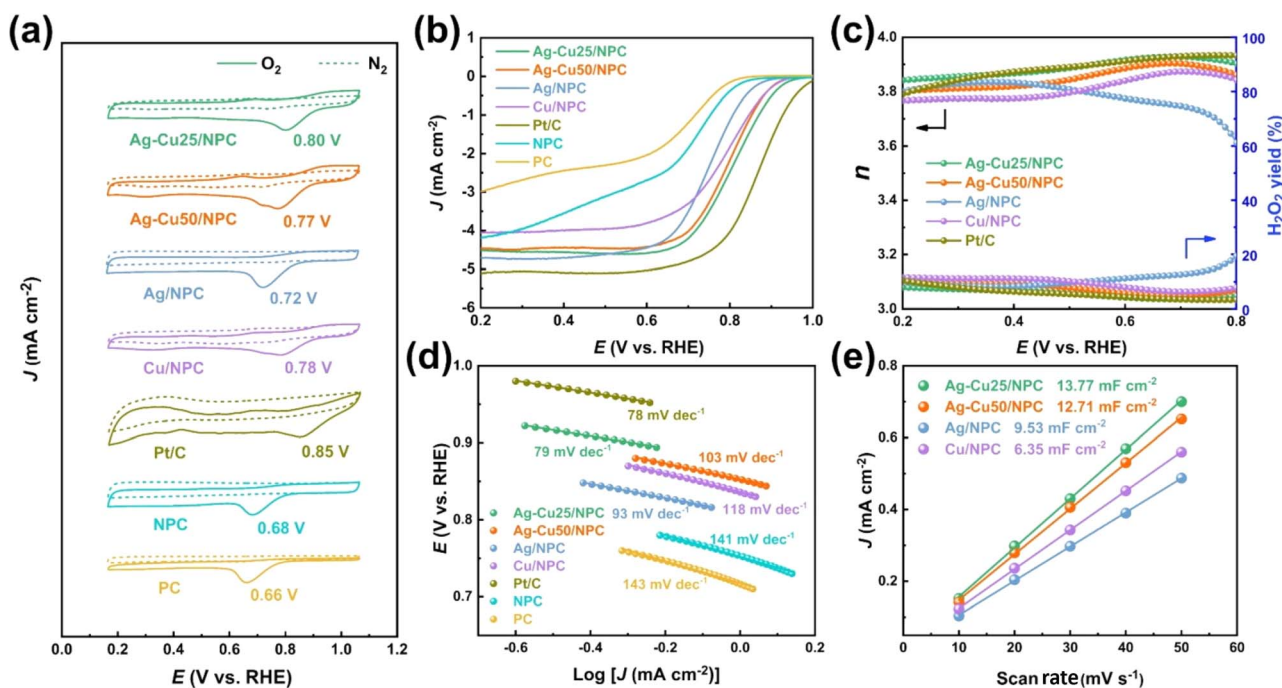 (a)
O₂ N₂
Ag-Cu25/NPC 0.80 V
Ag-Cu50/NPC 0.77 V
Ag/NPC 0.72 V
Cu/NPC 0.78 V
Pt/C 0.85 V
NPC 0.68 V
PC 0.66 V
J (mA cm⁻²)
0.0 0.2 0.4 0.6 0.8 1.0 1.2
E (V vs. RHE)
(b)
Ag-Cu25/NPC
Ag-Cu50/NPC
Ag/NPC
Cu/NPC
Pt/C
NPC
PC
J (mA cm⁻²)
1
0
-1
-2
-3
-4
-5
-6
0.2 0.4 0.6 0.8 1.0
E (V vs. RHE)
(c)
n
4.0
3.8
3.6
3.4
3.2
3.0
Ag-Cu25/NPC
Ag-Cu50/NPC
Ag/NPC
Cu/NPC
Pt/C
100
90
80
70
60
50
40
30
20
10
0
H₂O₂ yield (%)
0.2 0.4 0.6 0.8
E (V vs. RHE)
(d)
E (V vs. RHE)
1.0
0.9
0.8
0.7
78 mV dec⁻¹
79 mV dec⁻¹
103 mV dec⁻¹
118 mV dec⁻¹
93 mV dec⁻¹
141 mV dec⁻¹
143 mV dec⁻¹
Ag-Cu25/NPC
Ag-Cu50/NPC
Ag/NPC
Cu/NPC
Pt/C
NPC
PC
-0.6 -0.4 -0.2 0.0 0.2
Log [J (mA cm⁻²)]
(e)
Ag-Cu25/NPC 13.77 mF cm⁻²
Ag-Cu50/NPC 12.71 mF cm⁻²
Ag/NPC 9.53 mF cm⁻²
Cu/NPC 6.35 mF cm⁻²
J (mA cm⁻²)
0.8
0.6
0.4
0.2
0 10 20 30 40 50 60
Scan rate(mV s⁻¹)